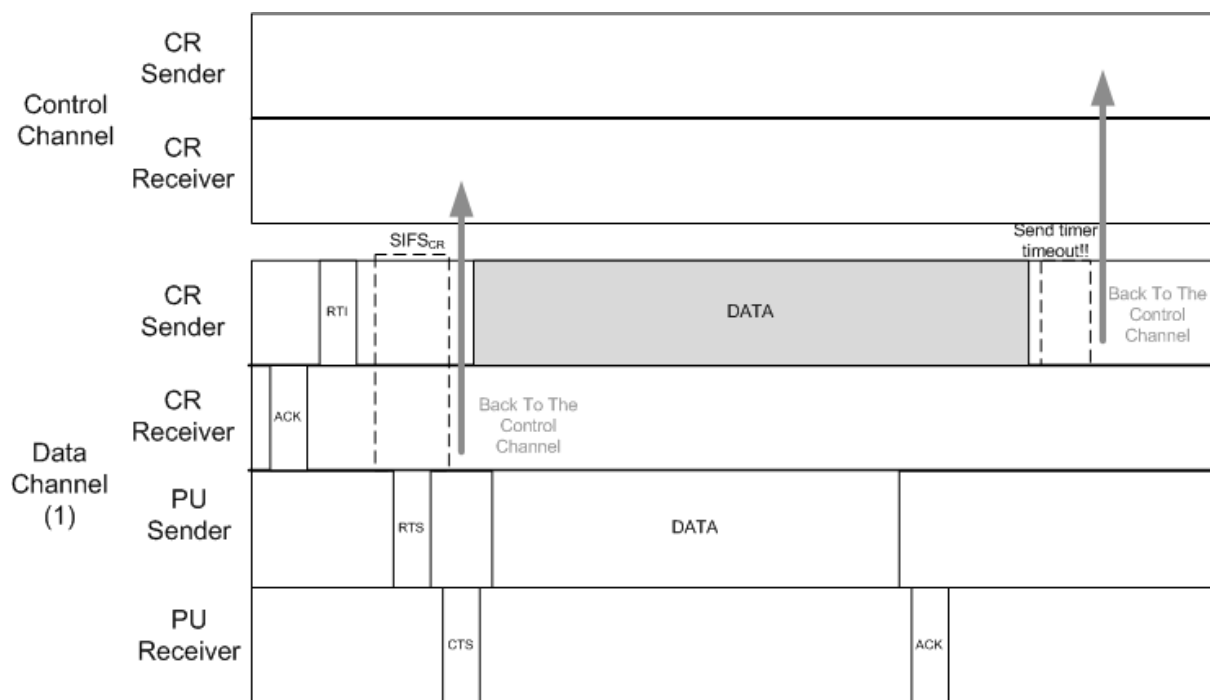 Control
Channel
CR
Sender
CR
Receiver
SIFSCR
Send timer
timeout!!
Data
Channel
(1)
CR
Sender
RTI
DATA
Back To The
Control
Channel
CR
Receiver
ACK
Back To The
Control
Channel
PU
Sender
RTS
DATA
PU
Receiver
CTS
ACK